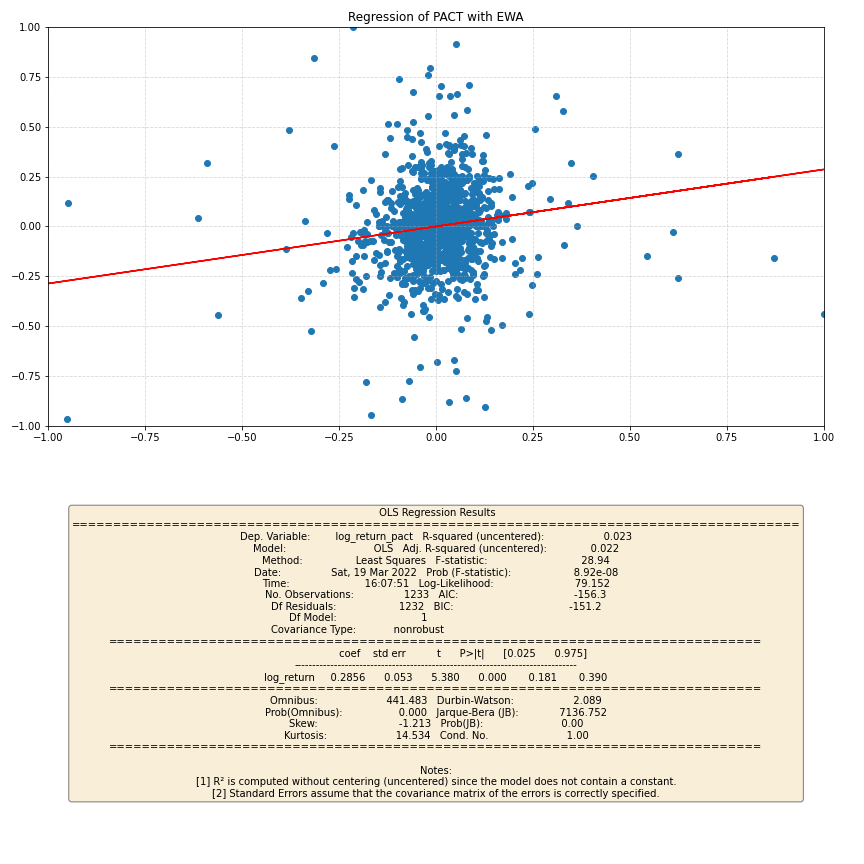 Regression of PACT with EWA
1.00
0.75
0.50
0.25
0.00
−0.25
−0.50
−0.75
−1.00
−1.00 −0.75 −0.50 −0.25 0.00 0.25 0.50 0.75 1.00
OLS Regression Results
==============================================================================
Dep. Variable: log_return_pact R-squared (uncentered): 0.023
Model: OLS Adj. R-squared (uncentered): 0.022
Method: Least Squares F-statistic: 28.94
Date: Sat, 19 Mar 2022 Prob (F-statistic): 8.92e-08
Time: 16:07:51 Log-Likelihood: 79.152
No. Observations: 1233 AIC: -156.3
Df Residuals: 1232 BIC: -151.2
Df Model: 1
Covariance Type: nonrobust
==============================================================================
coef std err t P>|t| [0.025 0.975]
------------------------------------------------------------------------------
log_return 0.2856 0.053 5.380 0.000 0.181 0.390
==============================================================================
Omnibus: 441.483 Durbin-Watson: 2.089
Prob(Omnibus): 0.000 Jarque-Bera (JB): 7136.752
Skew: -1.213 Prob(JB): 0.00
Kurtosis: 14.534 Cond. No. 1.00
==============================================================================
Notes:
[1] R² is computed without centering (uncentered) since the model does not contain a constant.
[2] Standard Errors assume that the covariance matrix of the errors is correctly specified.